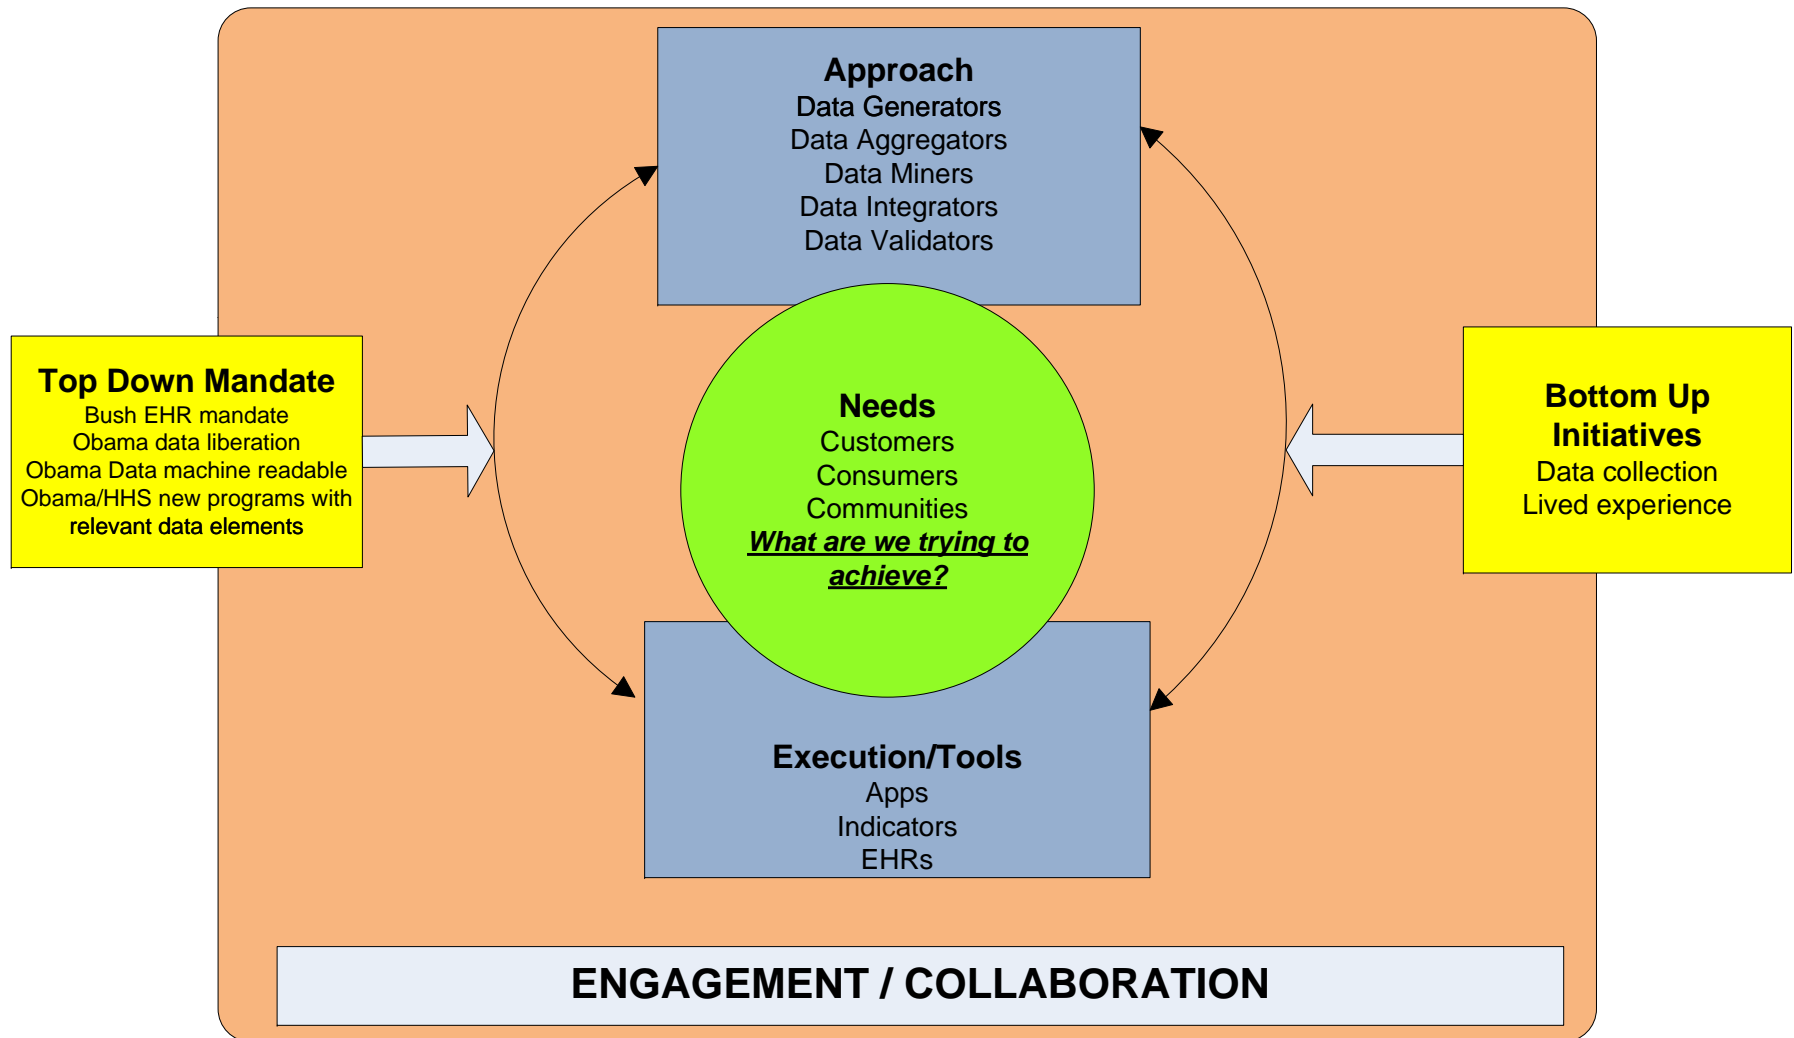 Approach
Data Generators
Data Aggregators
Data Miners
Data Integrators
Data Validators
Top Down Mandate
Bush EHR mandate
Obama data liberation
Obama Data machine readable
Obama/HHS new programs with
relevant data elements
Needs
Customers
Consumers
Communities
What are we trying to
achieve?
Bottom Up
Initiatives
Data collection
Lived experience
Execution/Tools
Apps
Indicators
EHRs
ENGAGEMENT / COLLABORATION